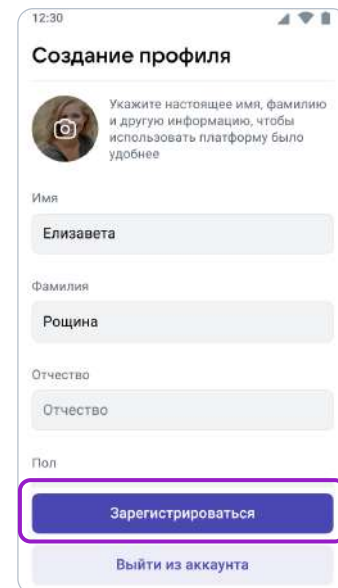 12:30
Создание профиля
Укажите настоящее имя, фамилию
и другую информацию, чтобы
использовать платформу было
удобнее
Имя
Елизавета
Фамилия
Рощина
Отчество
Отчество
Пол
Зарегистрироваться
Выйти из аккаунта